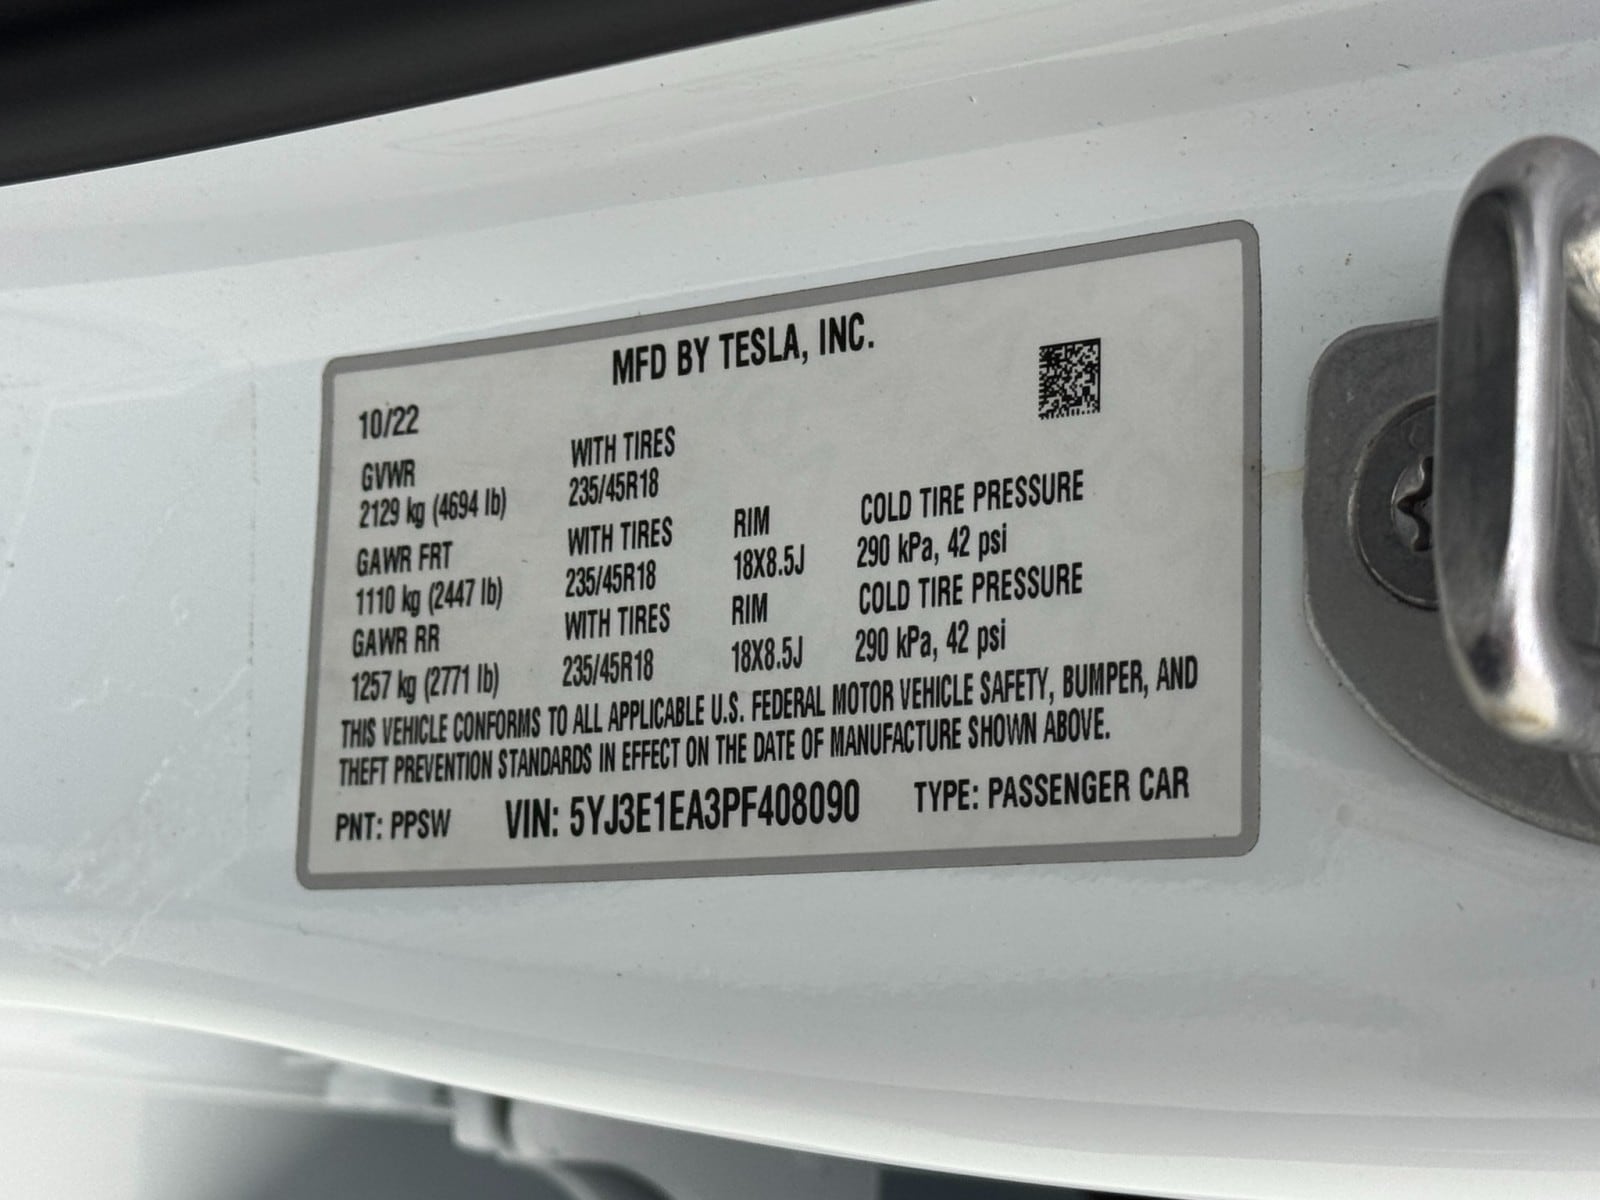 MFD BY TESLA, INC.
10/22
GVWR WITH TIRES
2129 kg (4694 lb) 235/45R18
GAWR FRT WITH TIRES RIM COLD TIRE PRESSURE
1110 kg (2447 lb) 235/45R18 18X8.5J 290 kPa, 42 psi
GAWR RR WITH TIRES RIM COLD TIRE PRESSURE
1257 kg (2771 lb) 235/45R18 18X8.5J 290 kPa, 42 psi
THIS VEHICLE CONFORMS TO ALL APPLICABLE U.S. FEDERAL MOTOR VEHICLE SAFETY, BUMPER, AND
THEFT PREVENTION STANDARDS IN EFFECT ON THE DATE OF MANUFACTURE SHOWN ABOVE.
PNT: PPSW VIN: 5YJ3E1EA3PF408090 TYPE: PASSENGER CAR